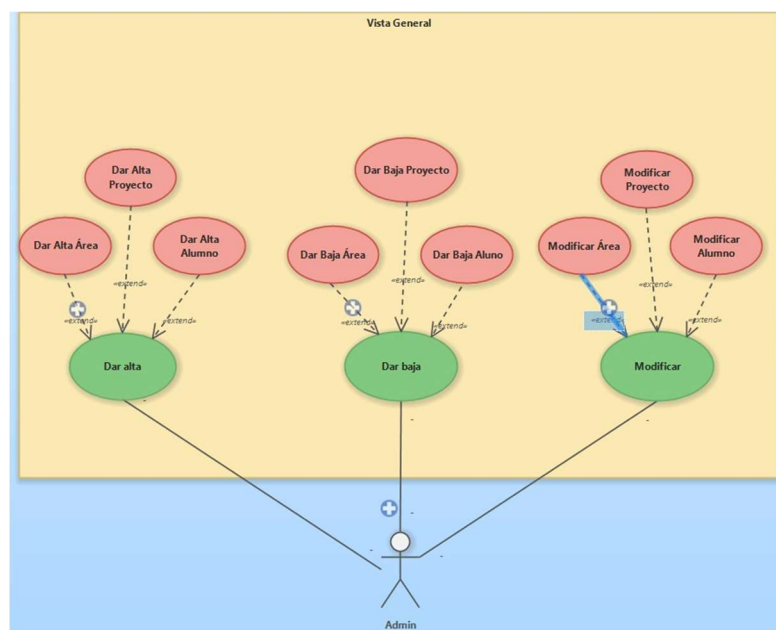 Vista General
Dar Alta
Proyecto
Dar Baja Proyecto
Modificar
Proyecto
Dar Alta Área
Dar Alta
Alumno
Dar Baja Área
Dar Baja Aluno
Modificar Área
Modificar
Alumno
«extend»
«extend»
«extend»
«extend»
«extend»
«extend»
«extend»
«extend»
«extend»
Dar alta
Dar baja
Modificar
Admin